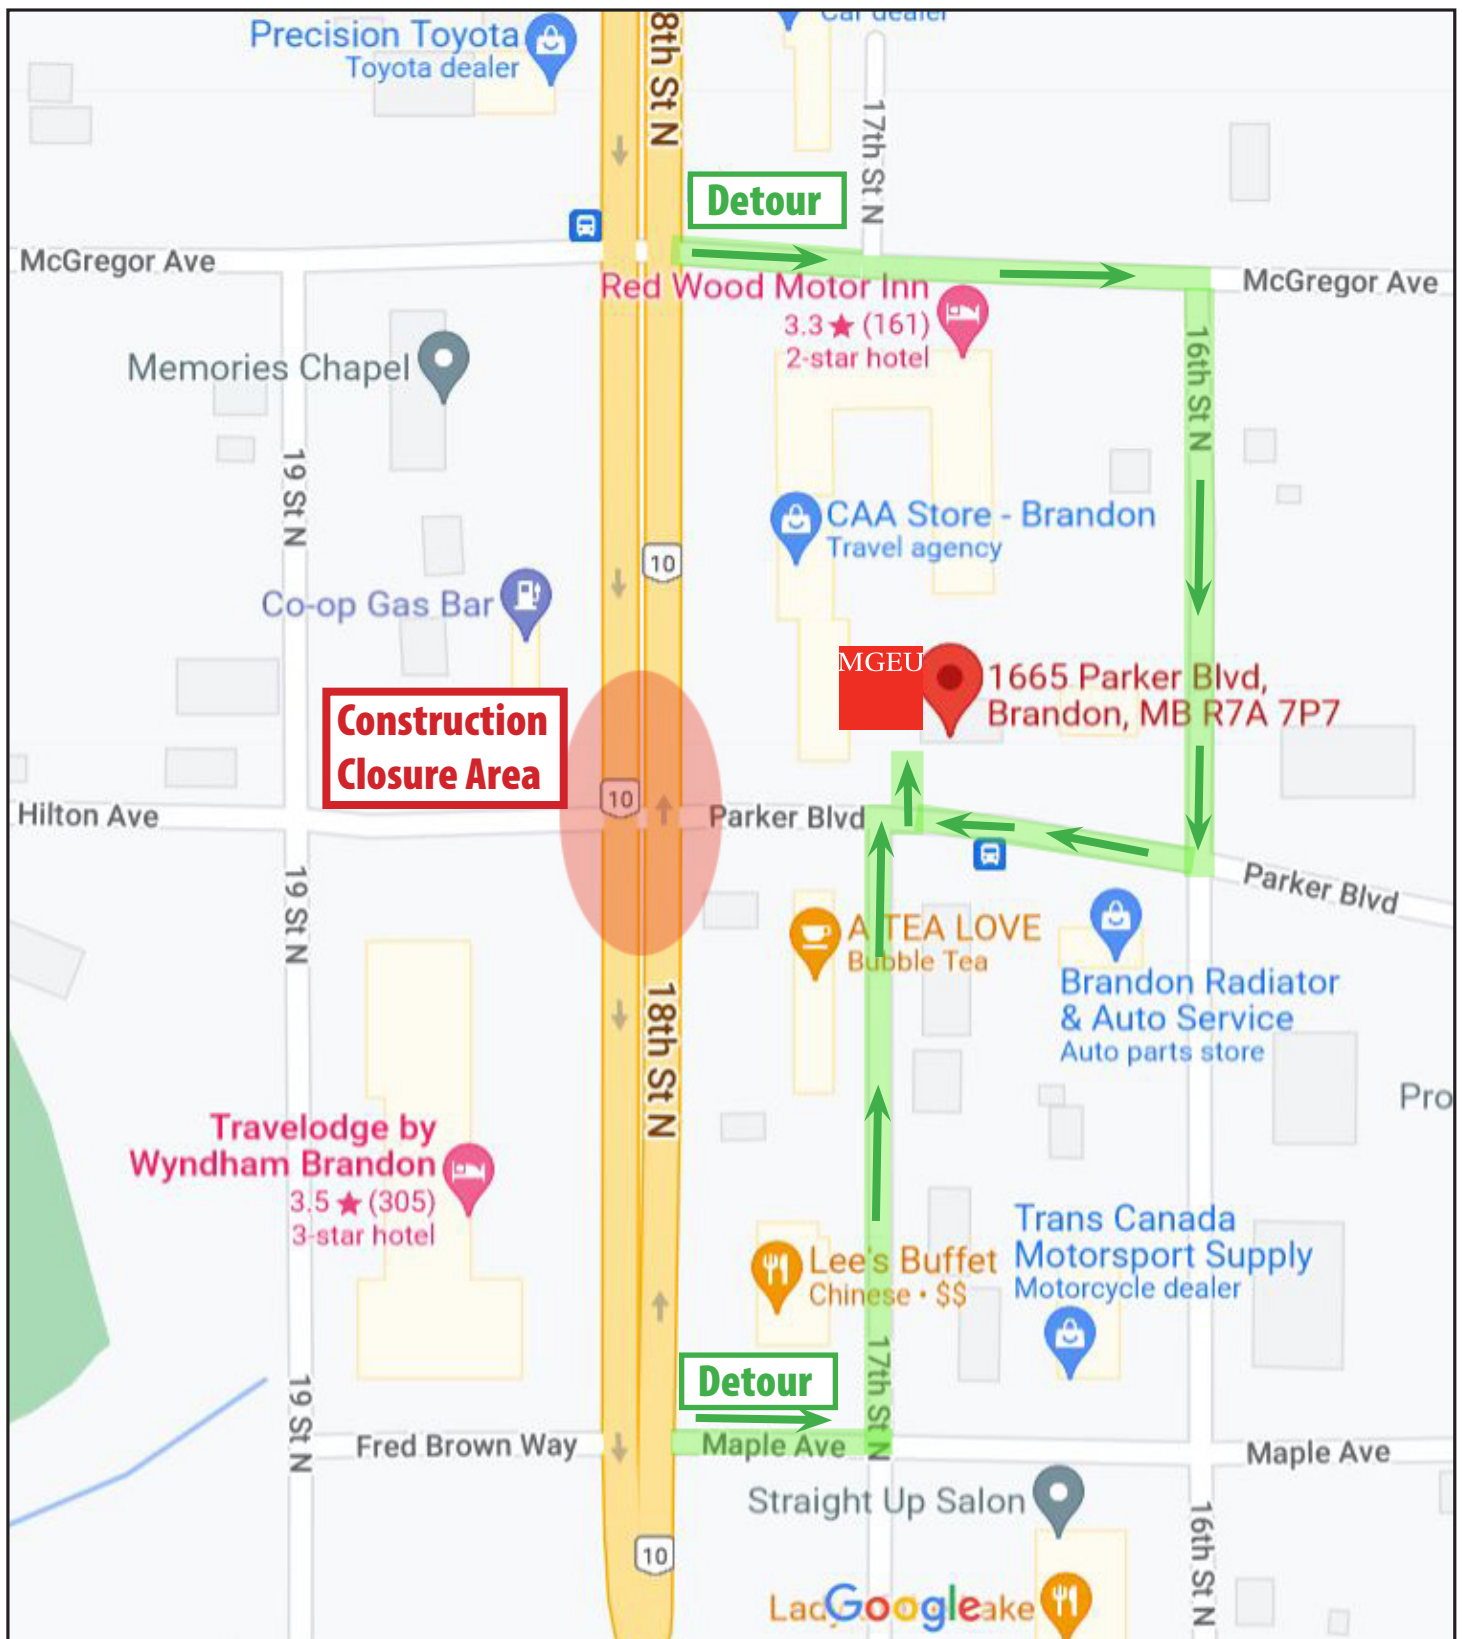 Precision Toyota
Toyota dealer
8th St N
Car dealer
17th St N
Detour
McGregor Ave
McGregor Ave
Red Wood Motor Inn
3.3★ (161)
2-star hotel
16th St N
Memories Chapel
19 St N
CAA Store - Brandon
Travel agency
10
Co-op Gas Bar
MGEU
1665 Parker Blvd,
Brandon, MB R7A 7P7
Construction
Closure Area
10
Hilton Ave
Parker Blvd
Parker Blvd
19 St N
A TEA LOVE
Bubble Tea
Brandon Radiator
& Auto Service
Auto parts store
18th St N
Pro
Travelodge by
Wyndham Brandon
3.5 ★ (305)
3-star hotel
Trans Canada
Motorsport Supply
Motorcycle dealer
Lee's Buffet
Chinese • $$
17th St N
Detour
19 St N
Fred Brown Way
Maple Ave
Maple Ave
Straight Up Salon
16th St N
10
Google
ake